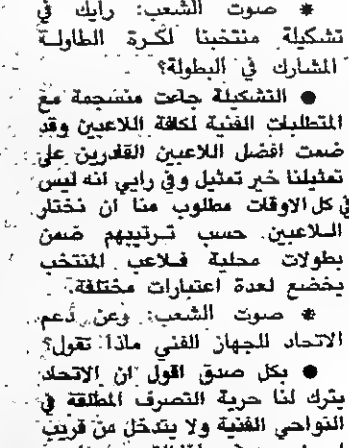 * صوت الشعب: رايك في
تشكيلة منتخبنا لكرة الطاولة
المشارك في البطولة؟
● التشكيلة جاءت منسجمة مع
المتطلبات الفنية لكافة اللاعبين وقد
ضمت افضل اللاعبين القادرين على
تمثيلنا خير تمثيل وفي رايي انه ليس
في كل الاوقات مطلوب منا ان نختار
اللاعبين حسب ترتيبهم ضمن
بطولات محلية فلاعب المنتخب
يخضع لعدة اعتبارات مختلفة.
* صوت الشعب: وعن دعم
الاتحاد للجهاز الفني ماذا تقول؟
● بكل صدق اقول ان الاتحاد
يترك لنا حرية التصرف المطلقة في
النواحي الفنية ولا يتدخل من قريب